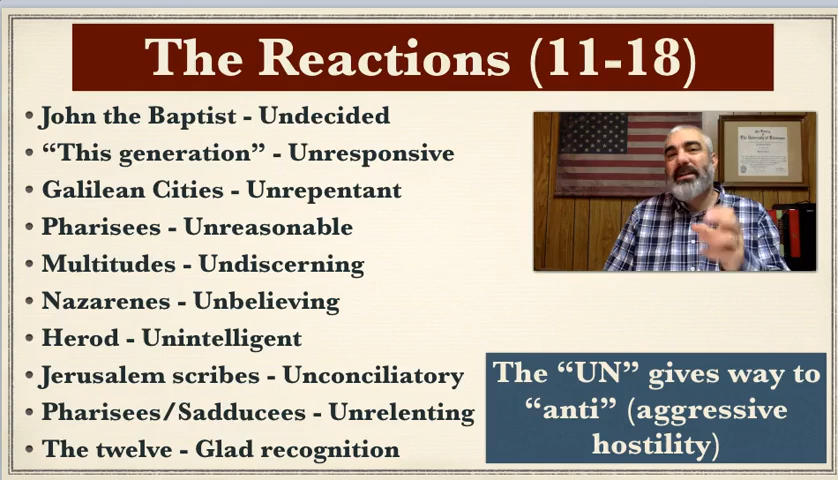 The Reactions (11-18)
• John the Baptist - Undecided
• “This generation” - Unresponsive
• Galilean Cities - Unrepentant
• Pharisees - Unreasonable
• Multitudes - Undiscerning
• Nazarenes - Unbelieving
• Herod - Unintelligent
• Jerusalem scribes - Unconciliatory
• Pharisees/Sadducees - Unrelenting
• The twelve - Glad recognition
The “UN” gives way to
“anti” (aggressive
hostility)